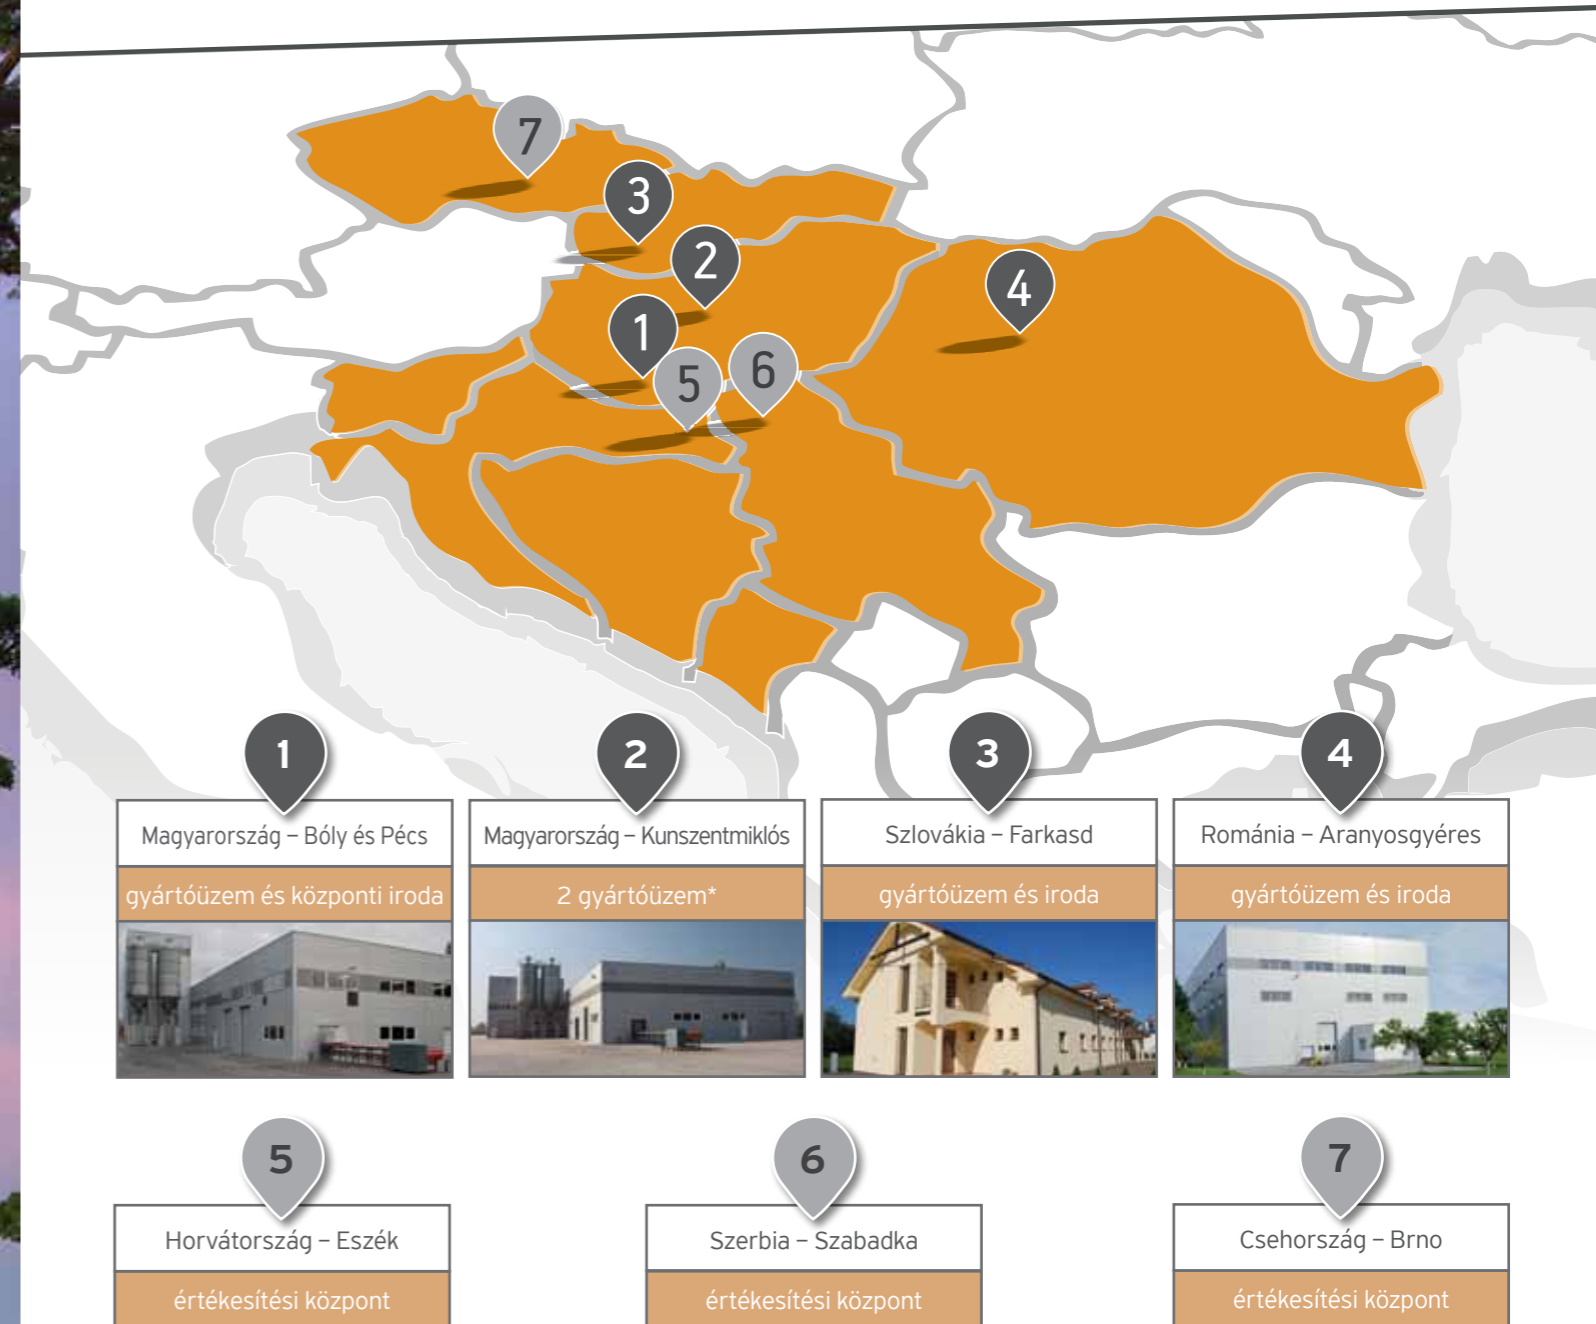 7
3
2
4
1
5
6
1
2
3
4
Magyarország – Bóly és Pécs
gyártóüzem és központi iroda
Magyarország – Kunszentmiklós
2 gyártóüzem*
Szlovákia – Farkasd
gyártóüzem és iroda
Románia – Aranyosgyéres
gyártóüzem és iroda
5
6
7
Horvátország – Eszék
értékesítési központ
Szerbia – Szabadka
értékesítési központ
Csehország – Brno
értékesítési központ